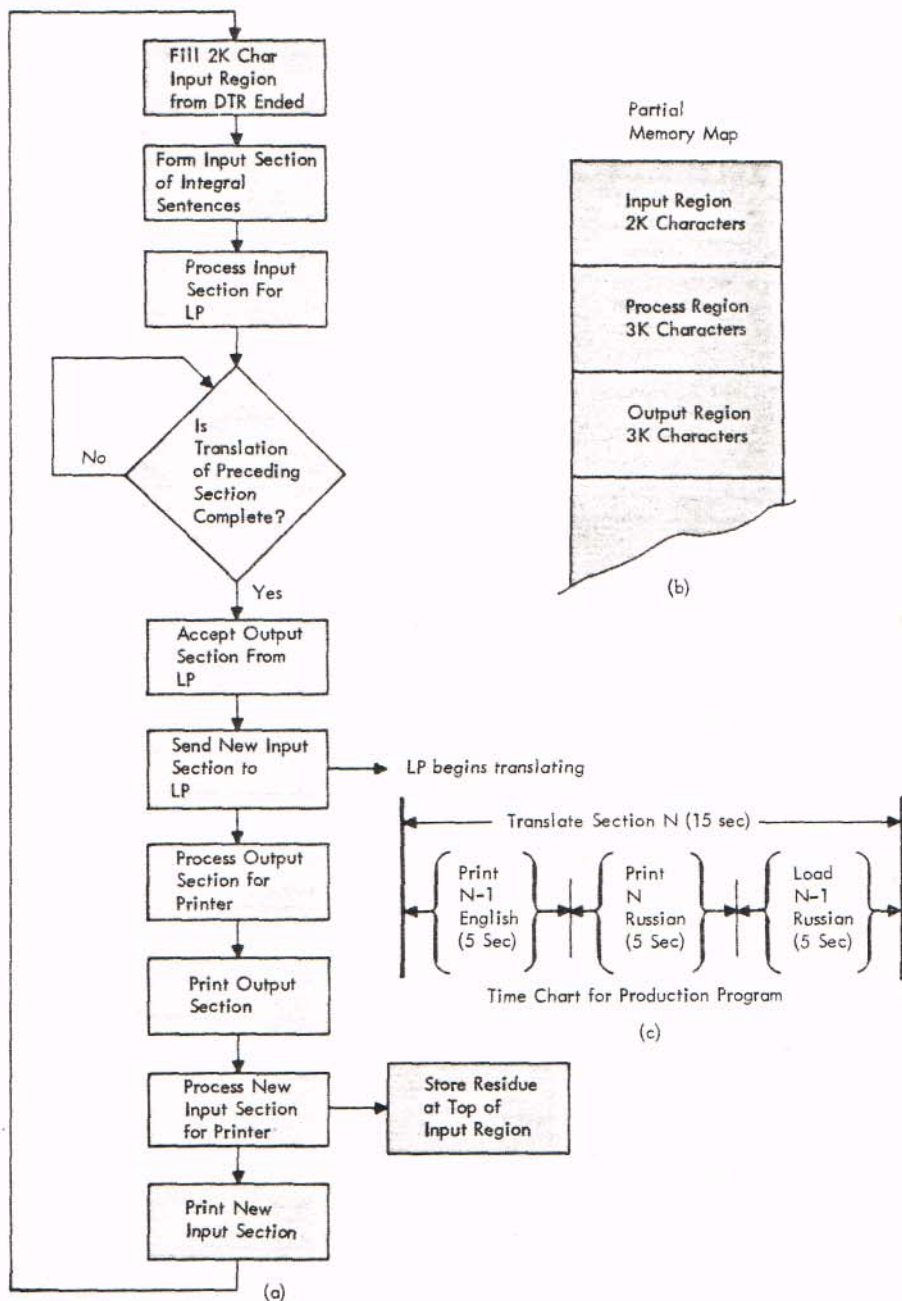 Fill 2K Char
Input Region
from DTR Ended
Form Input Section
of Integral
Sentences
Process Input
Section For
LP
Is
Translation
of Preceding
Section
Complete?
No
Yes
Accept Output
Section From
LP
Send New Input
Section to
LP
LP begins translating
Process Output
Section for
Printer
Print Output
Section
Process New
Input Section
for Printer
Store Residue
at Top of
Input Region
Print New
Input Section
(a)
Partial
Memory Map
Input Region
2K Characters
Process Region
3K Characters
Output Region
3K Characters
(b)
Translate Section N (15 sec)
Print
N-1
English
(5 Sec)
Print
N
Russian
(5 Sec)
Load
N-1
Russian
(5 Sec)
Time Chart for Production Program
(c)